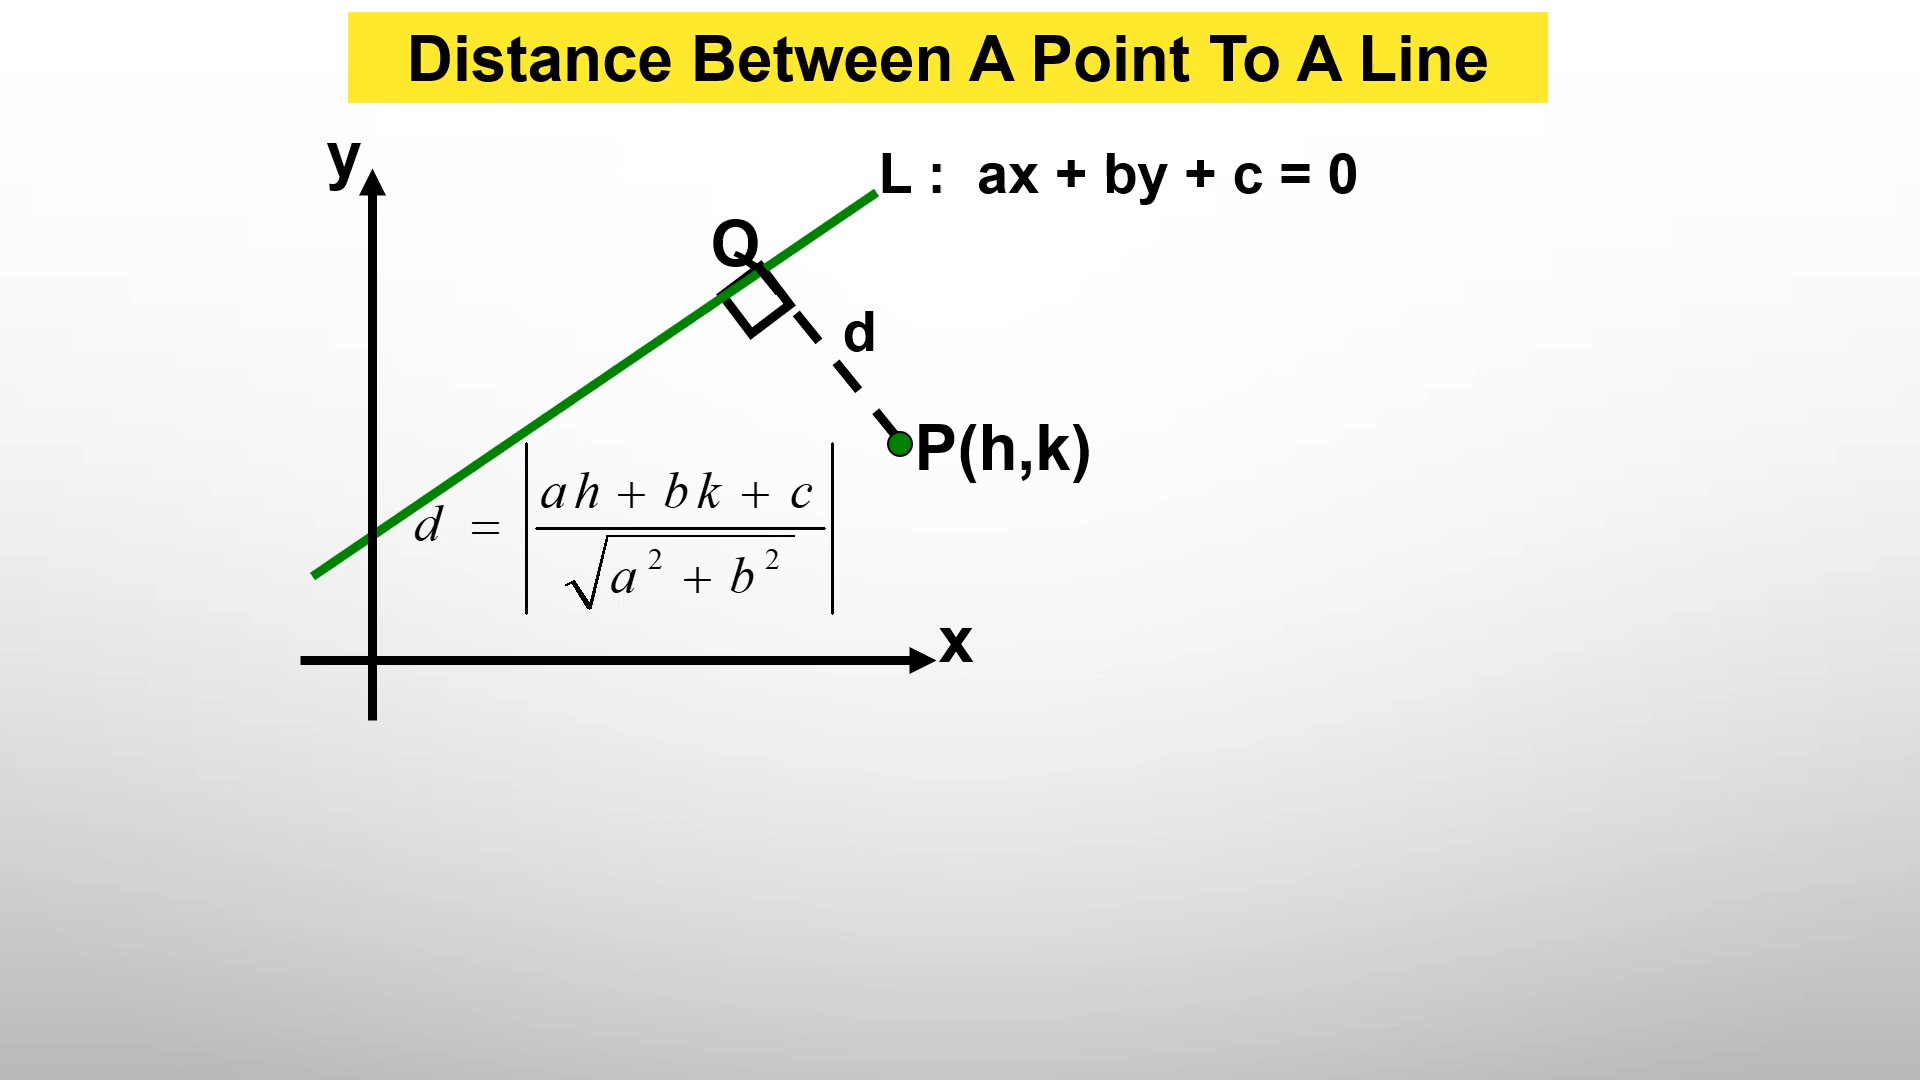 Distance Between A Point To A Line
y
L : ax + by + c = 0
Q
d
P(h,k)
d = |(ah + bk + c) / √(a² + b²)|
x